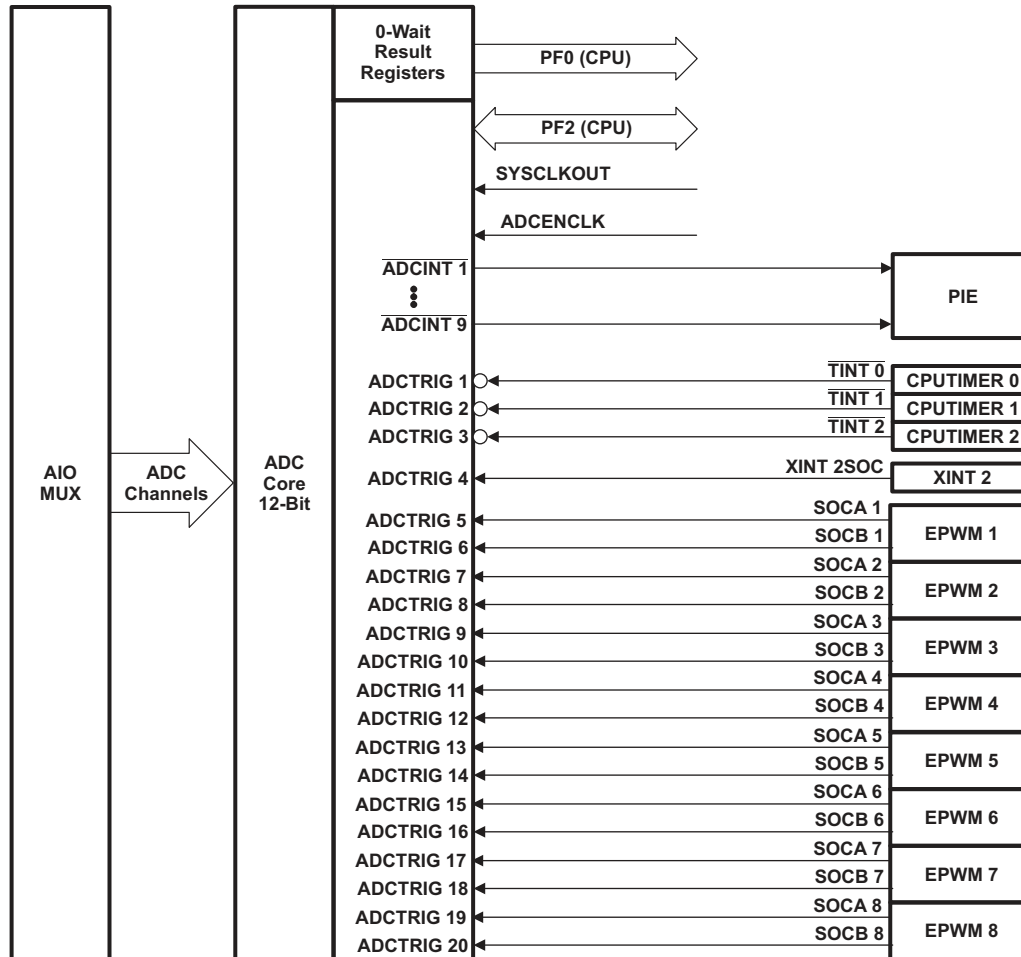 0-Wait
Result
Registers
PF0 (CPU)
PF2 (CPU)
SYSCLKOUT
ADCENCLK
ADCINT 1
ADCINT 9
PIE
AIO
MUX
ADC
Channels
ADC
Core
12-Bit
ADCTRIG 1
TINT 0
CPUTIMER 0
ADCTRIG 2
TINT 1
CPUTIMER 1
ADCTRIG 3
TINT 2
CPUTIMER 2
ADCTRIG 4
XINT 2SOC
XINT 2
ADCTRIG 5
SOCA 1
EPWM 1
ADCTRIG 6
SOCB 1
ADCTRIG 7
SOCA 2
EPWM 2
ADCTRIG 8
SOCB 2
ADCTRIG 9
SOCA 3
EPWM 3
ADCTRIG 10
SOCB 3
ADCTRIG 11
SOCA 4
EPWM 4
ADCTRIG 12
SOCB 4
ADCTRIG 13
SOCA 5
EPWM 5
ADCTRIG 14
SOCB 5
ADCTRIG 15
SOCA 6
EPWM 6
ADCTRIG 16
SOCB 6
ADCTRIG 17
SOCA 7
EPWM 7
ADCTRIG 18
SOCB 7
ADCTRIG 19
SOCA 8
EPWM 8
ADCTRIG 20
SOCB 8